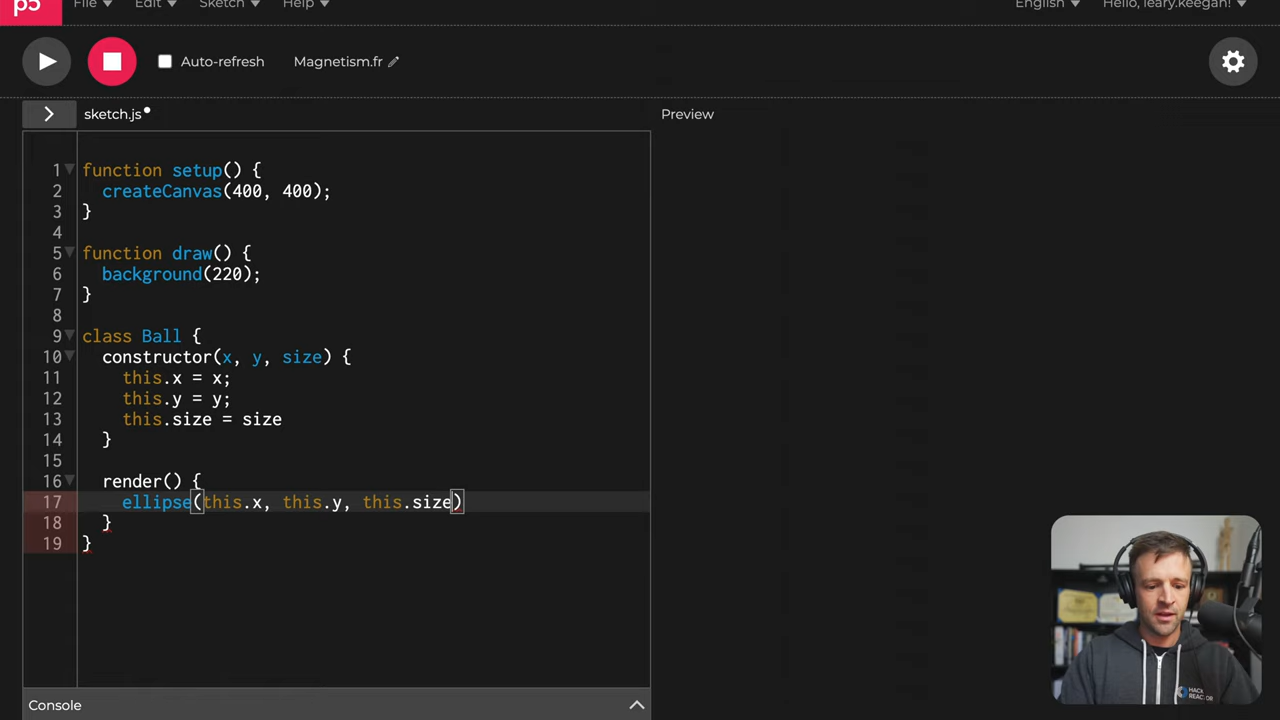 p5
File Edit Sketch Help English Hello, leary.keegan!
Auto-refresh Magnetism.fr
sketch.js Preview
1 function setup() {
2 createCanvas(400, 400);
3 }
4
5 function draw() {
6 background(220);
7 }
8
9 class Ball {
10 constructor(x, y, size) {
11 this.x = x;
12 this.y = y;
13 this.size = size
14 }
15
16 render() {
17 ellipse(this.x, this.y, this.size)
18 }
19 }
HACK
REACTOR
Console